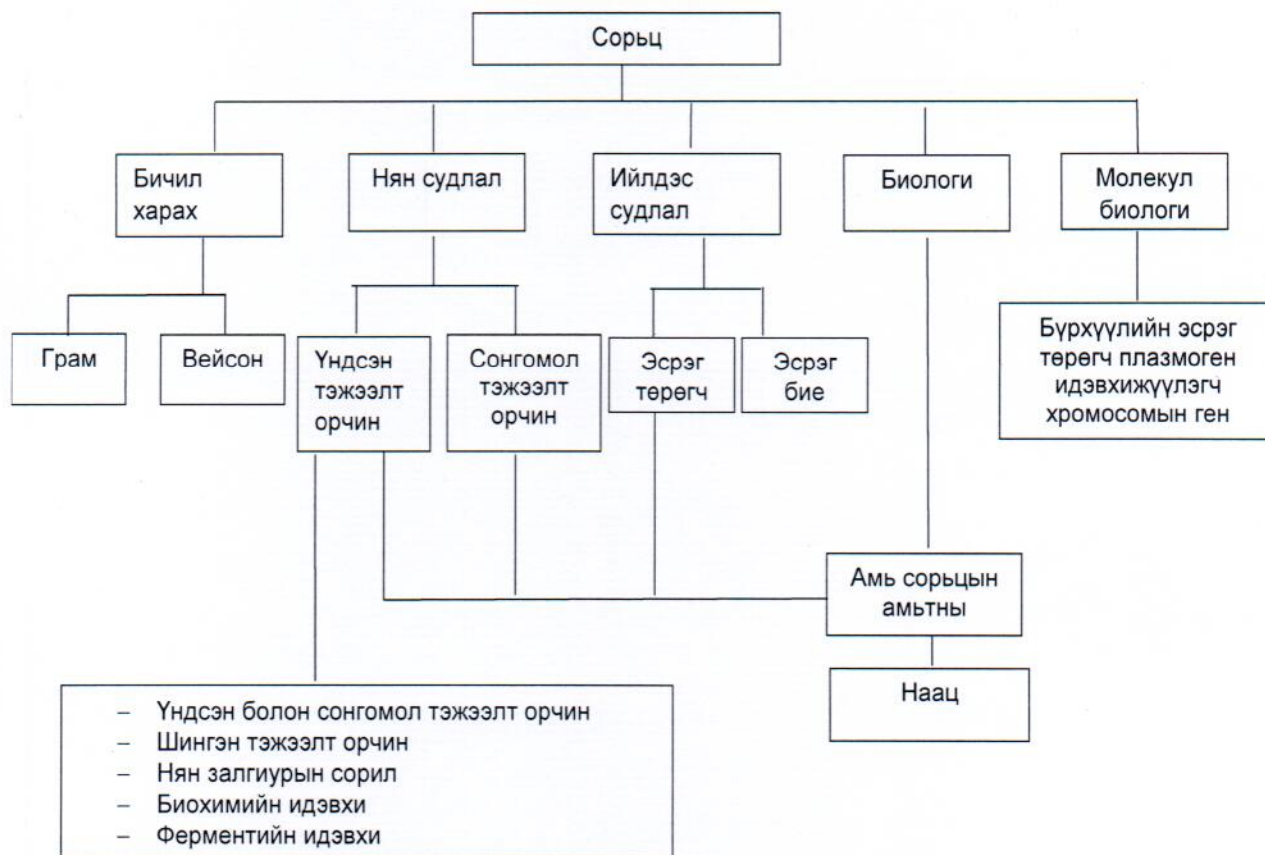 Сорьц
Бичил
харах
Нян судлал
Ийлдэс
судлал
Биологи
Молекул
биологи
Грам
Вейсон
Үндсэн
тэжээлт
орчин
Сонгомол
тэжээлт
орчин
Эсрэг
төрөгч
Эсрэг
бие
Бүрхүүлийн эсрэг
төрөгч плазмоген
идэвхижүүлэгч
хромосомын ген
Амь сорьцын
амьтны
Наац
– Үндсэн болон сонгомол тэжээлт орчин
– Шингэн тэжээлт орчин
– Нян залгиурын сорил
– Биохимийн идэвхи
– Ферментийн идэвхи